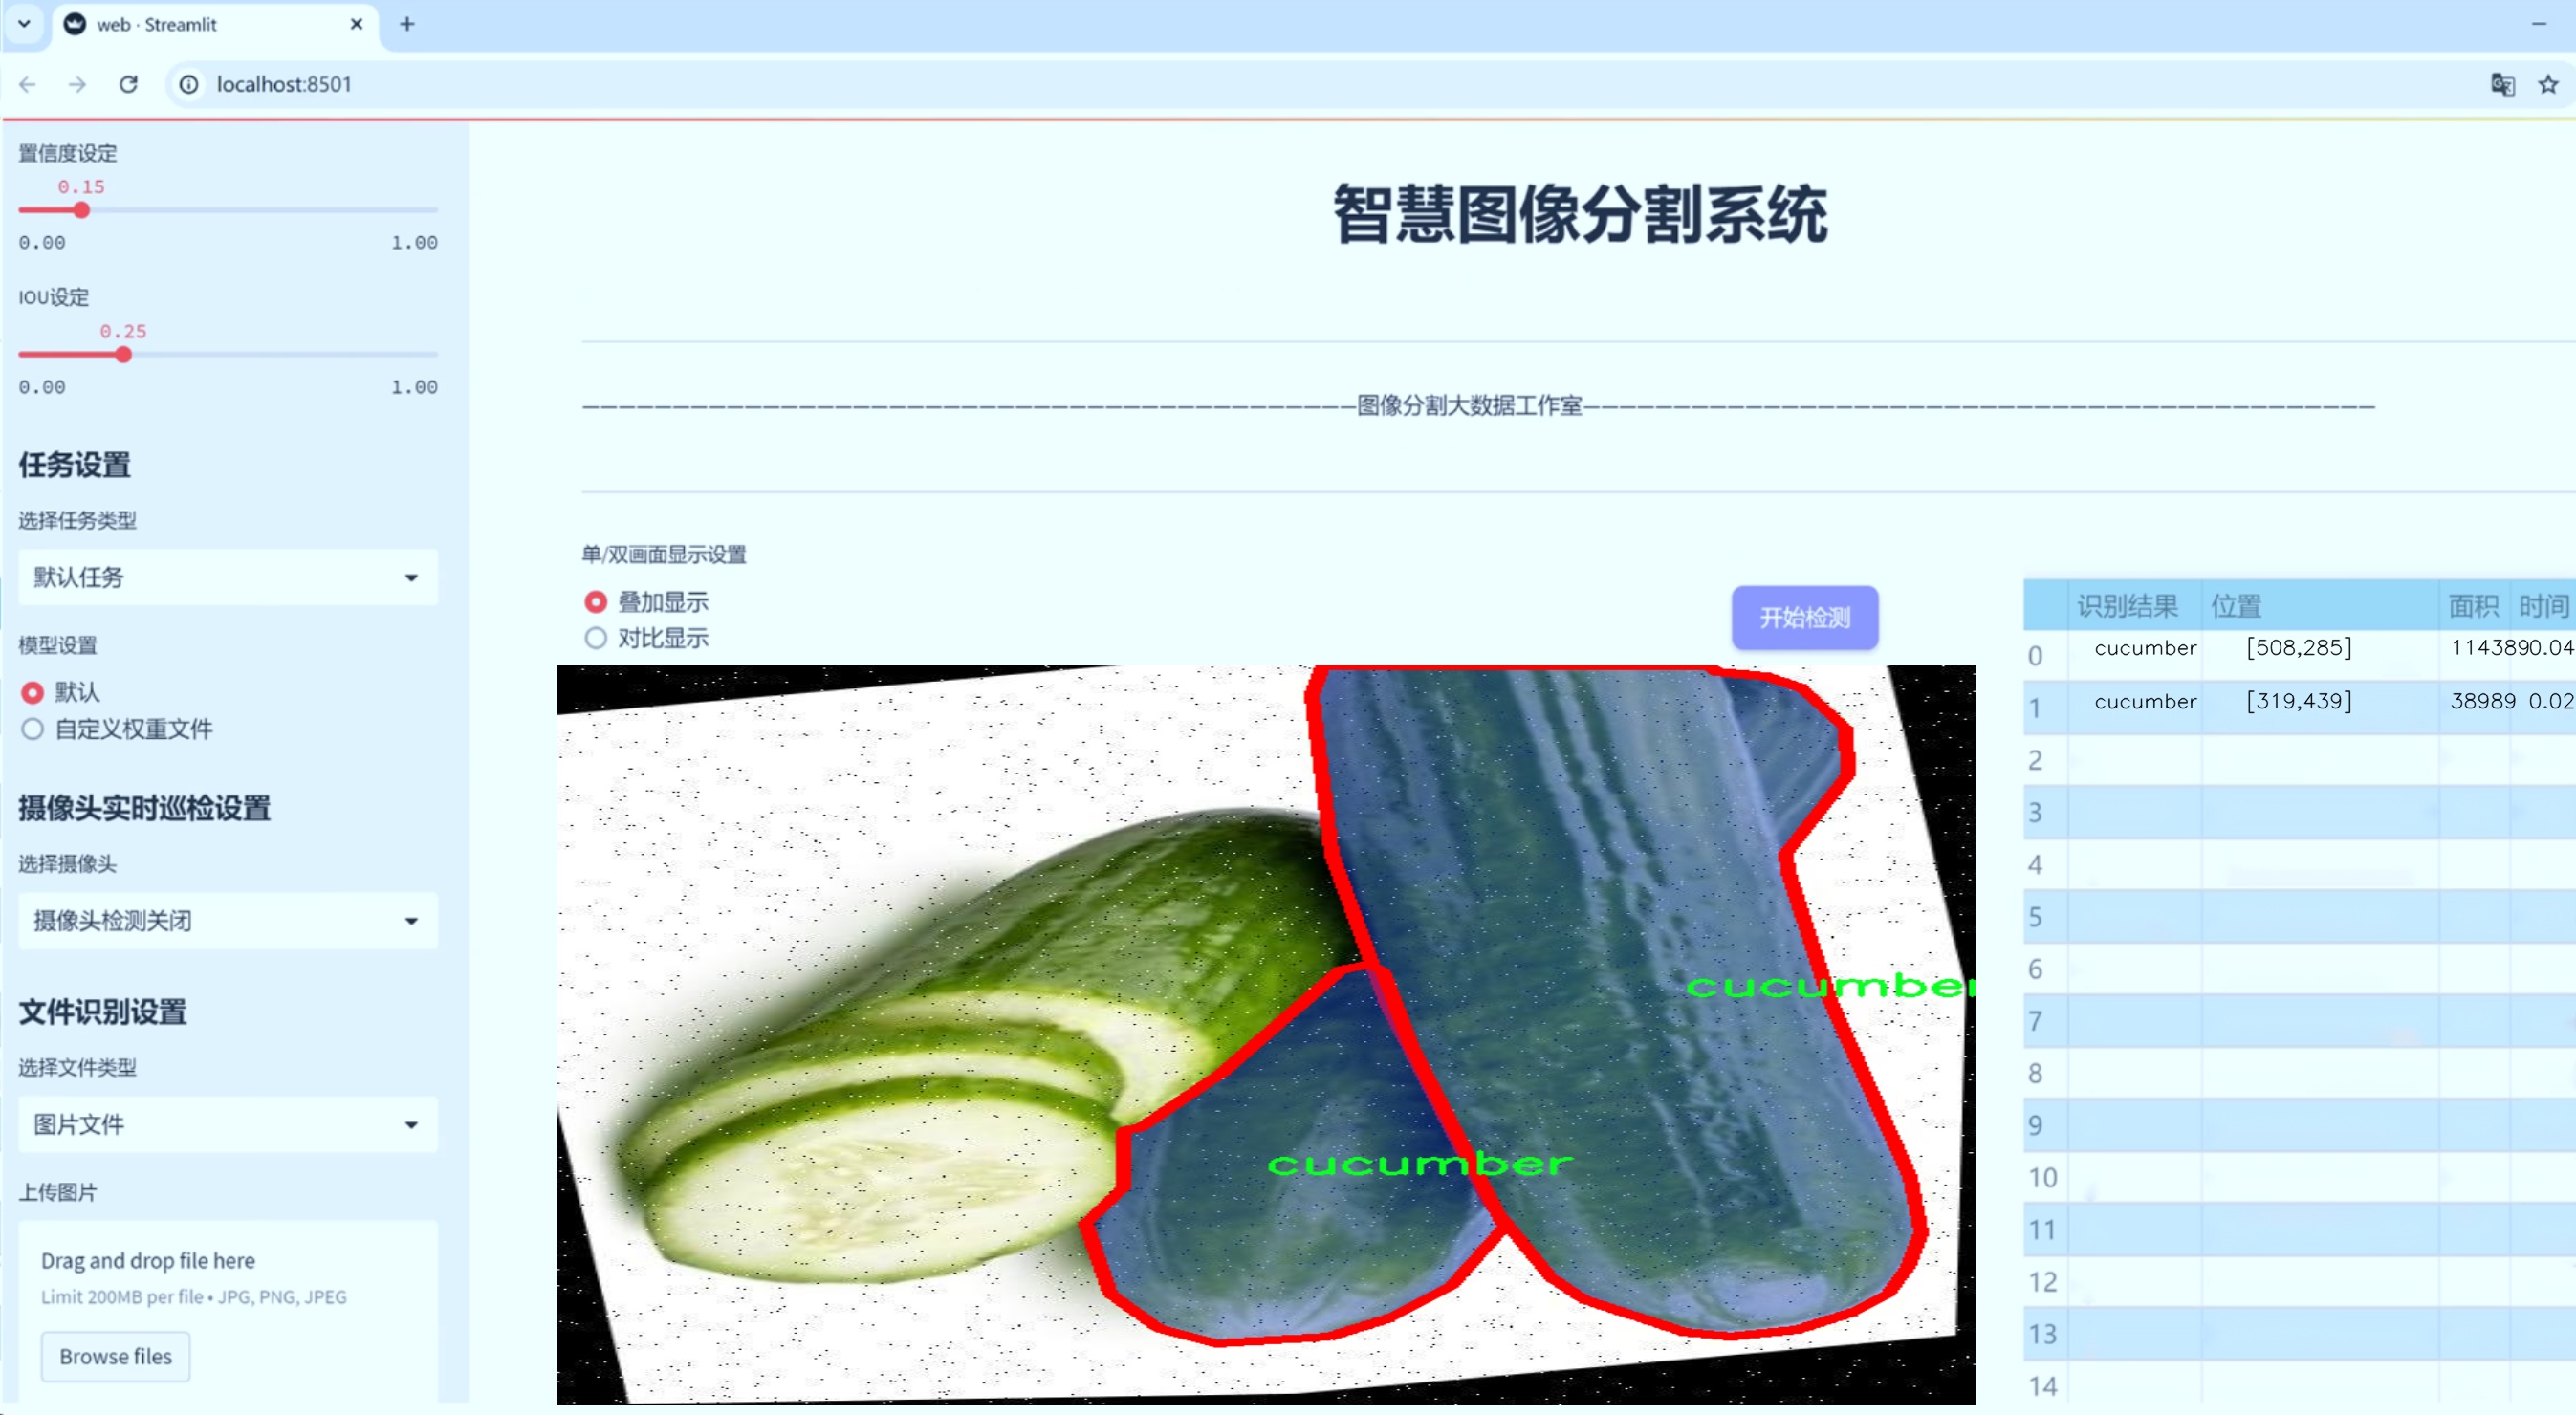 web · Streamlit
localhost:8501
置信度设定
0.15
0.00 1.00
IOU设定
0.25
0.00 1.00
任务设置
选择任务类型
默认任务
模型设置
默认
自定义权重文件
摄像头实时巡检设置
选择摄像头
摄像头检测关闭
文件识别设置
选择文件类型
图片文件
上传图片
Drag and drop file here
Limit 200MB per file • JPG, PNG, JPEG
Browse files
智慧图像分割系统
图像分割大数据工作室
单/双画面显示设置
叠加显示
对比显示
开始检测
cucumber
cucumber
识别结果 位置 面积 时间
0 cucumber [508,285] 1143890.04
1 cucumber [319,439] 38989 0.02
2
3
4
5
6
7
8
9
10
11
12
13
14